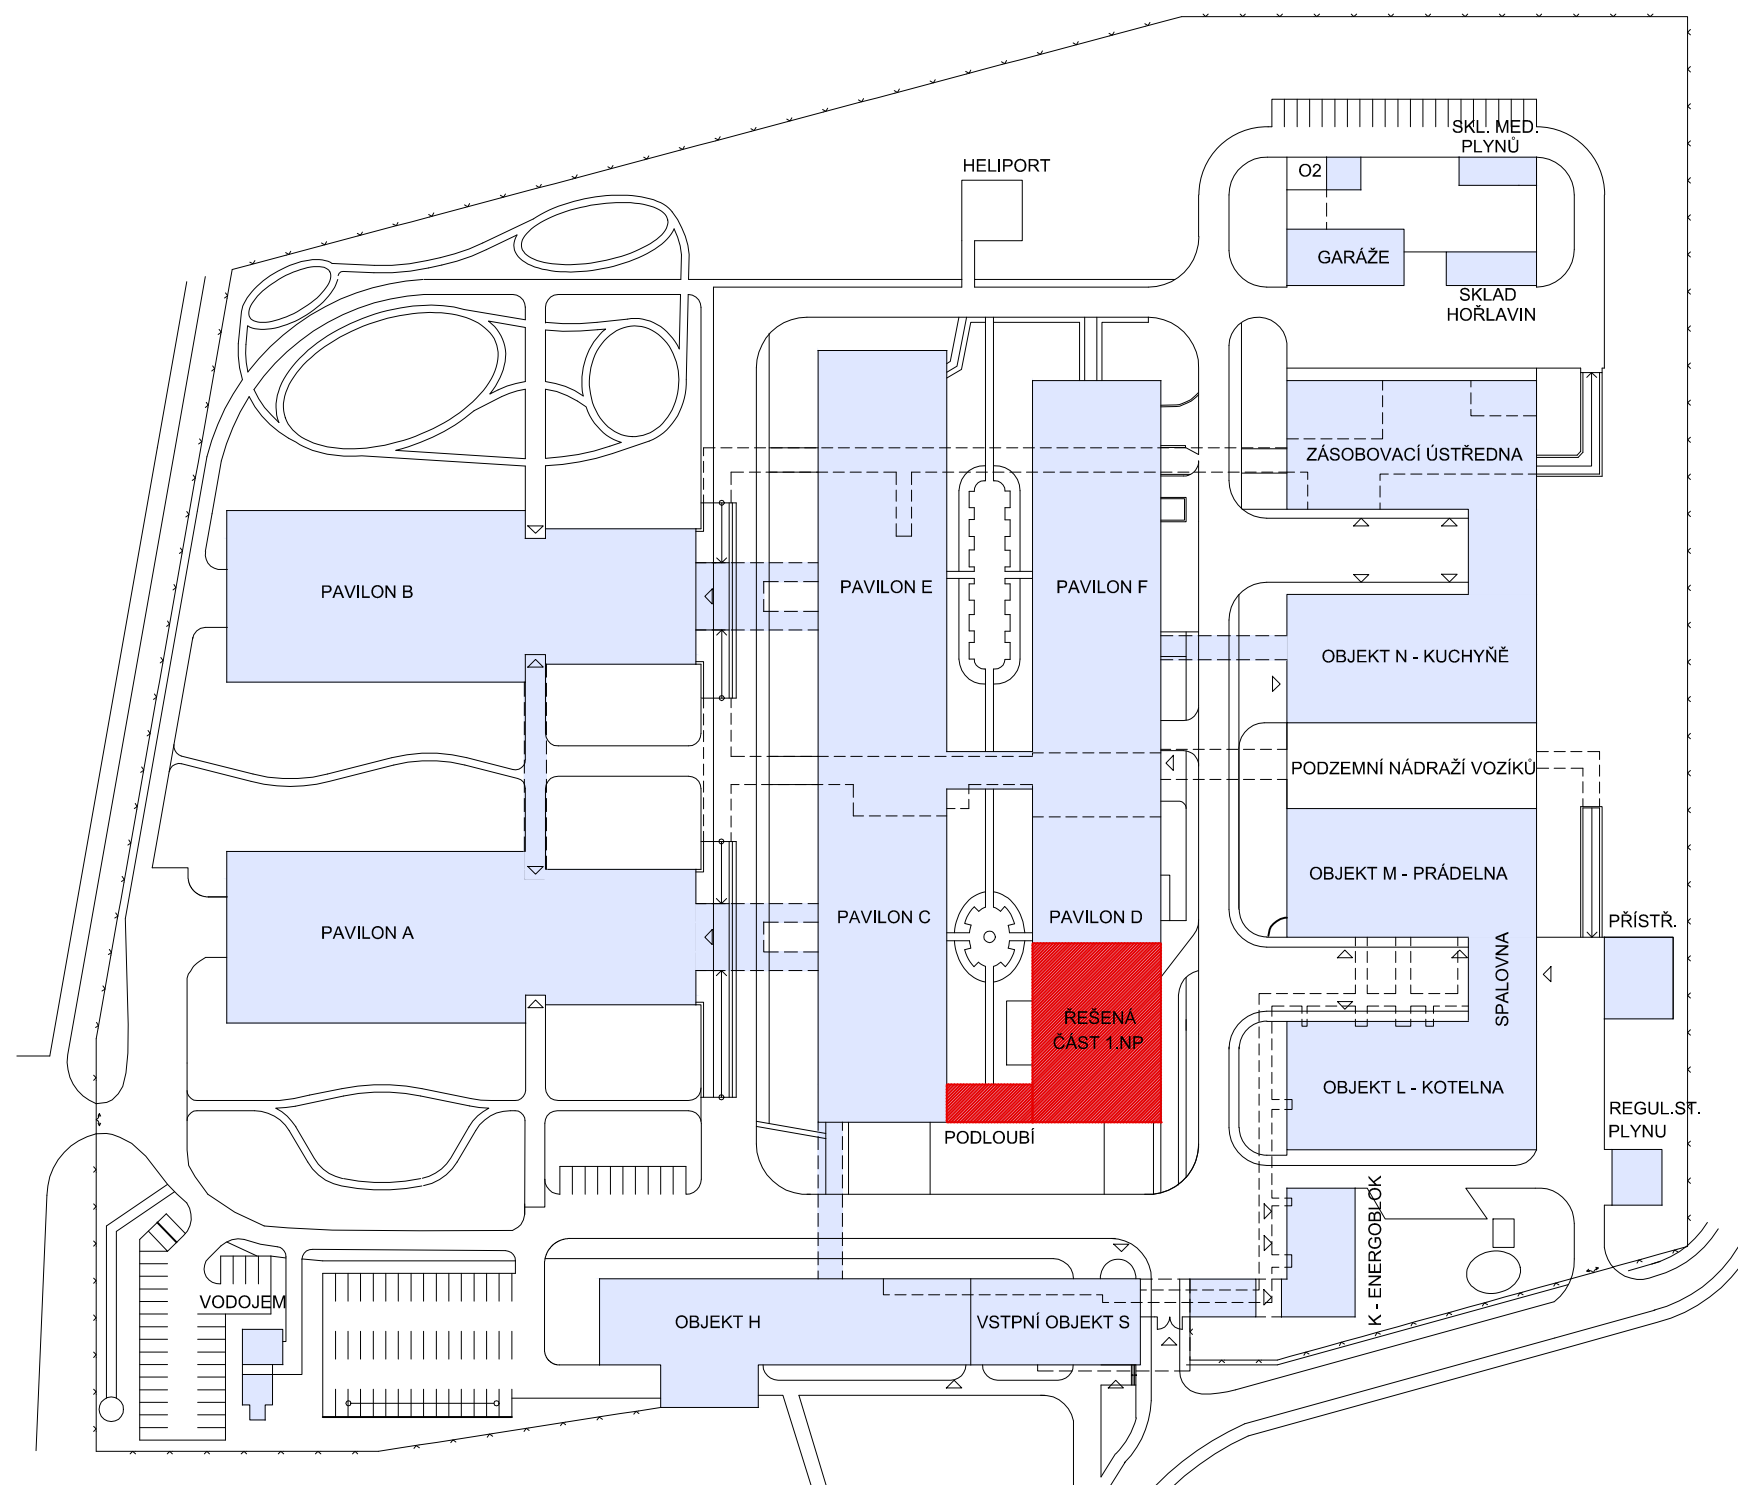 SKL. MED.
PLYNŮ
HELIPORT
O2
GARÁŽE
SKLAD
HOŘLAVIN
ZÁSOBOVACÍ ÚSTŘEDNA
PAVILON B
PAVILON E
PAVILON F
OBJEKT N - KUCHYŇĚ
PODZEMNÍ NÁDRAŽÍ VOZÍKŮ
OBJEKT M - PRÁDELNA
PAVILON A
PAVILON C
PAVILON D
PŘÍSTŘ.
SPALOVNA
ŘEŠENÁ
ČÁST 1.NP
OBJEKT L - KOTELNA
REGUL.ST.
PLYNU
PODLOUBÍ
K - ENERGOBLOK
VODOJEM
OBJEKT H
VSTPNÍ OBJEKT S